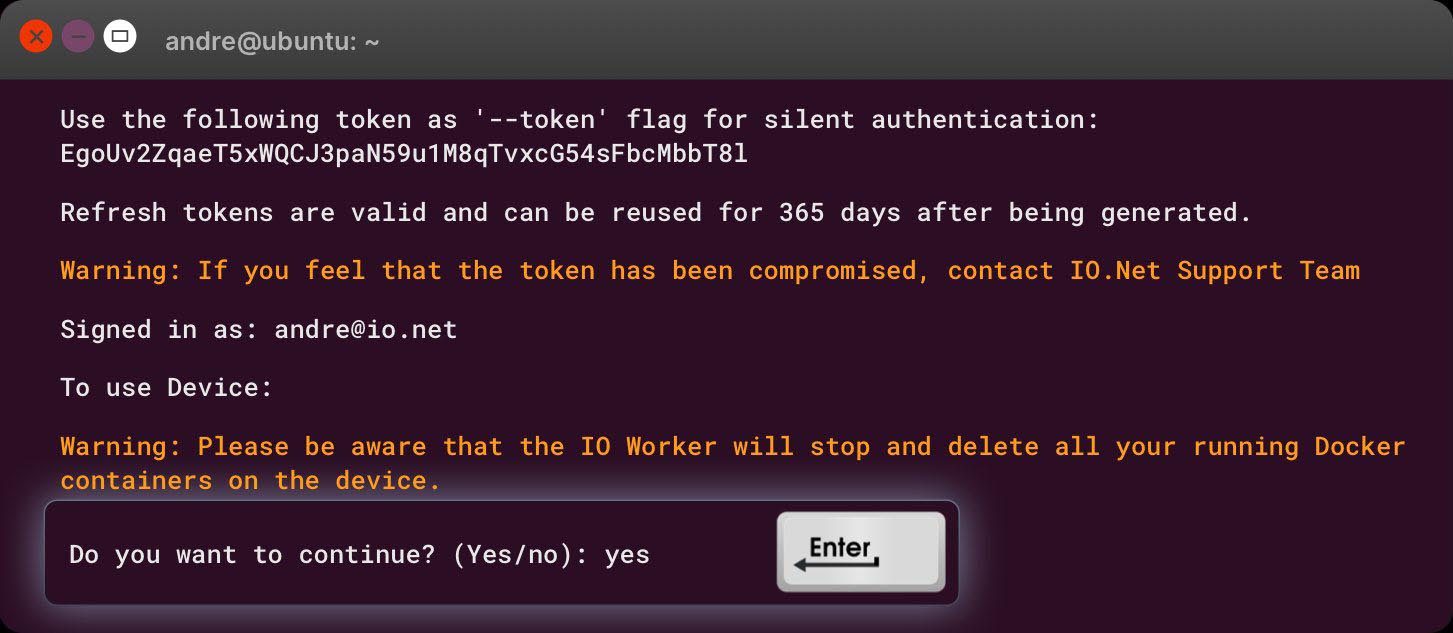 andre@ubuntu: ~
Use the following token as '--token' flag for silent authentication:
EgoUv2ZqaeT5xWQCJ3paN59u1M8qTvxcG54sFbcMbbT8l
Refresh tokens are valid and can be reused for 365 days after being generated.
Warning: If you feel that the token has been compromised, contact IO.Net Support Team
Signed in as: andre@io.net
To use Device:
Warning: Please be aware that the IO Worker will stop and delete all your running Docker
containers on the device.
Do you want to continue? (Yes/no): yes
Enter